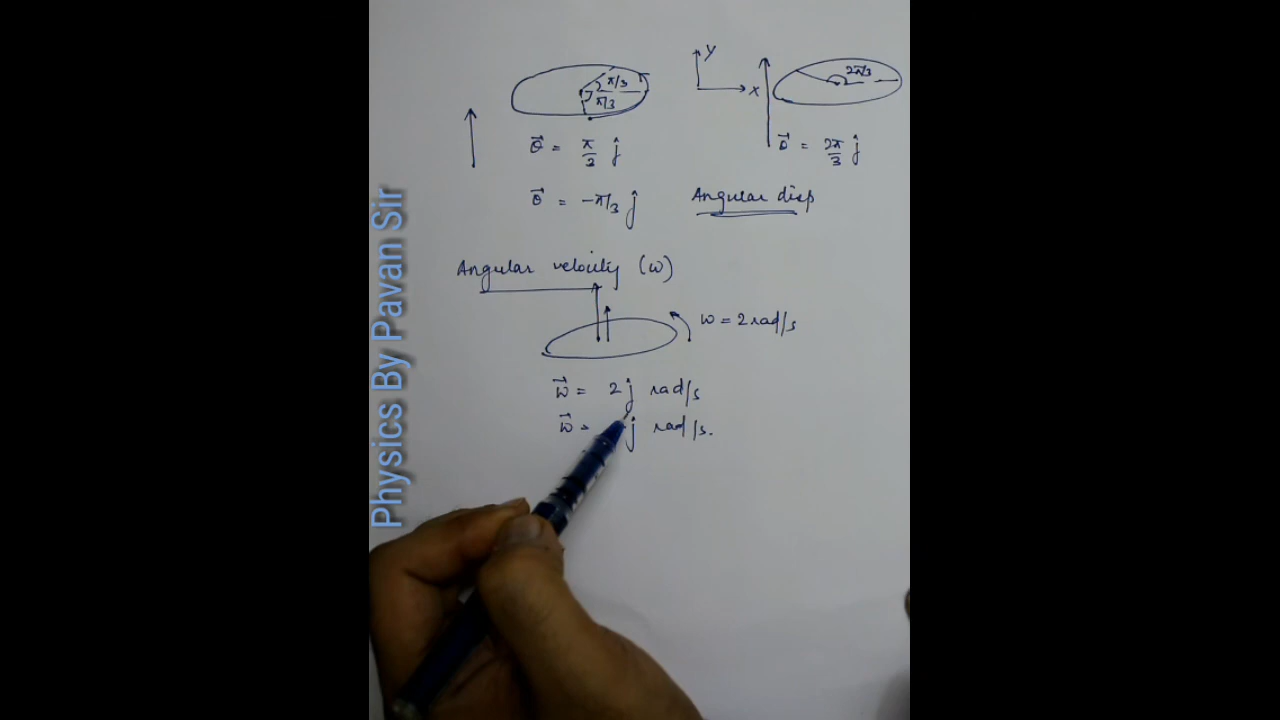 π/3
π/3
Y
X
2π/3
θ⃗ = π/3 ĵ
θ⃗ = 2π/3 ĵ
θ⃗ = -π/3 ĵ
Angular disp
Angular velocity (ω)
ω = 2 rad/s
ω⃗ = 2ĵ rad/s
ω⃗ = ĵ rad/s.
Physics By Pavan Sir